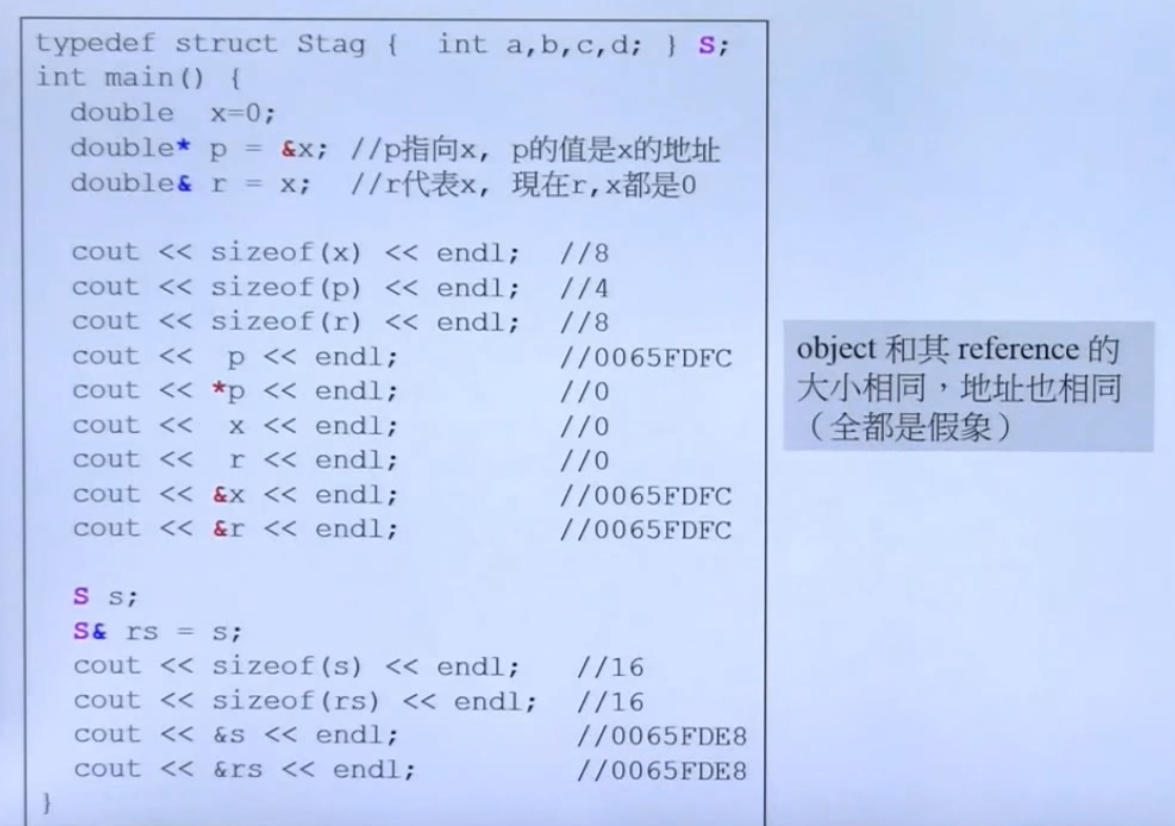 typedef struct Stag {  int a,b,c,d; } S;
int main() {
  double  x=0;
  double* p = &x; //p指向x, p的值是x的地址
  double& r = x;  //r代表x, 現在r,x都是0
  cout << sizeof(x) << endl;  //8
  cout << sizeof(p) << endl;  //4
  cout << sizeof(r) << endl;  //8
  cout <<  p << endl;         //0065FDFC
  cout << *p << endl;         //0
  cout <<  x << endl;         //0
  cout <<  r << endl;         //0
  cout << &x << endl;         //0065FDFC
  cout << &r << endl;         //0065FDFC
  S s;
  S& rs = s;
  cout << sizeof(s) << endl;   //16
  cout << sizeof(rs) << endl;  //16
  cout << &s << endl;          //0065FDE8
  cout << &rs << endl;         //0065FDE8
}
object 和其 reference 的
大小相同，地址也相同
（全都是假象）